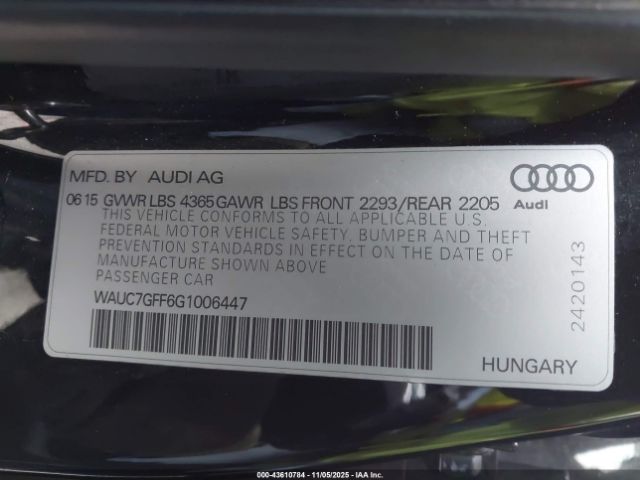 MFD. BY AUDI AG
Audi
06 15 GVWR LBS 4365 GAWR LBS FRONT 2293/REAR 2205
THIS VEHICLE CONFORMS TO ALL APPLICABLE U.S.
FEDERAL MOTOR VEHICLE SAFETY, BUMPER AND THEFT
PREVENTION STANDARDS IN EFFECT ON THE DATE OF
MANUFACTURE SHOWN ABOVE
PASSENGER CAR
WAUC7GFF6G1006447
2420143
HUNGARY
000-43610784 - 11/05/2025 - IAA Inc.